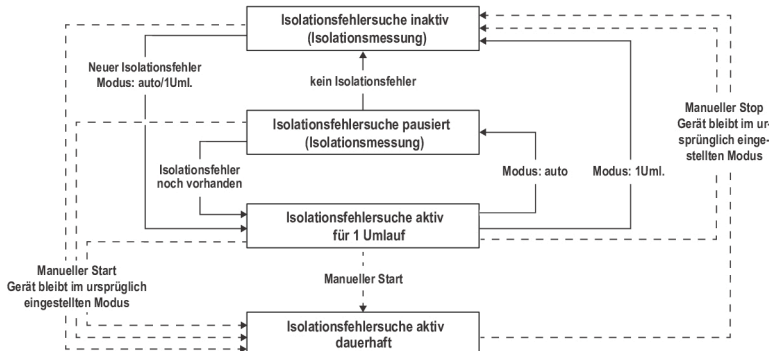 Isolationsfehlersuche inaktiv
(Isolationsmessung)
Neuer Isolationsfehler
Modus: auto/1Uml.
kein Isolationsfehler
Manueller Stop
Gerät bleibt im ur-
sprünglich einge-
stellten Modus
Isolationsfehlersuche pausiert
(Isolationsmessung)
Isolationsfehler
noch vorhanden
Modus: auto
Modus: 1Uml.
Isolationsfehlersuche aktiv
für 1 Umlauf
Manueller Start
Gerät bleibt im ursprüglich
eingestellten Modus
Manueller Start
Isolationsfehlersuche aktiv
dauerhaft